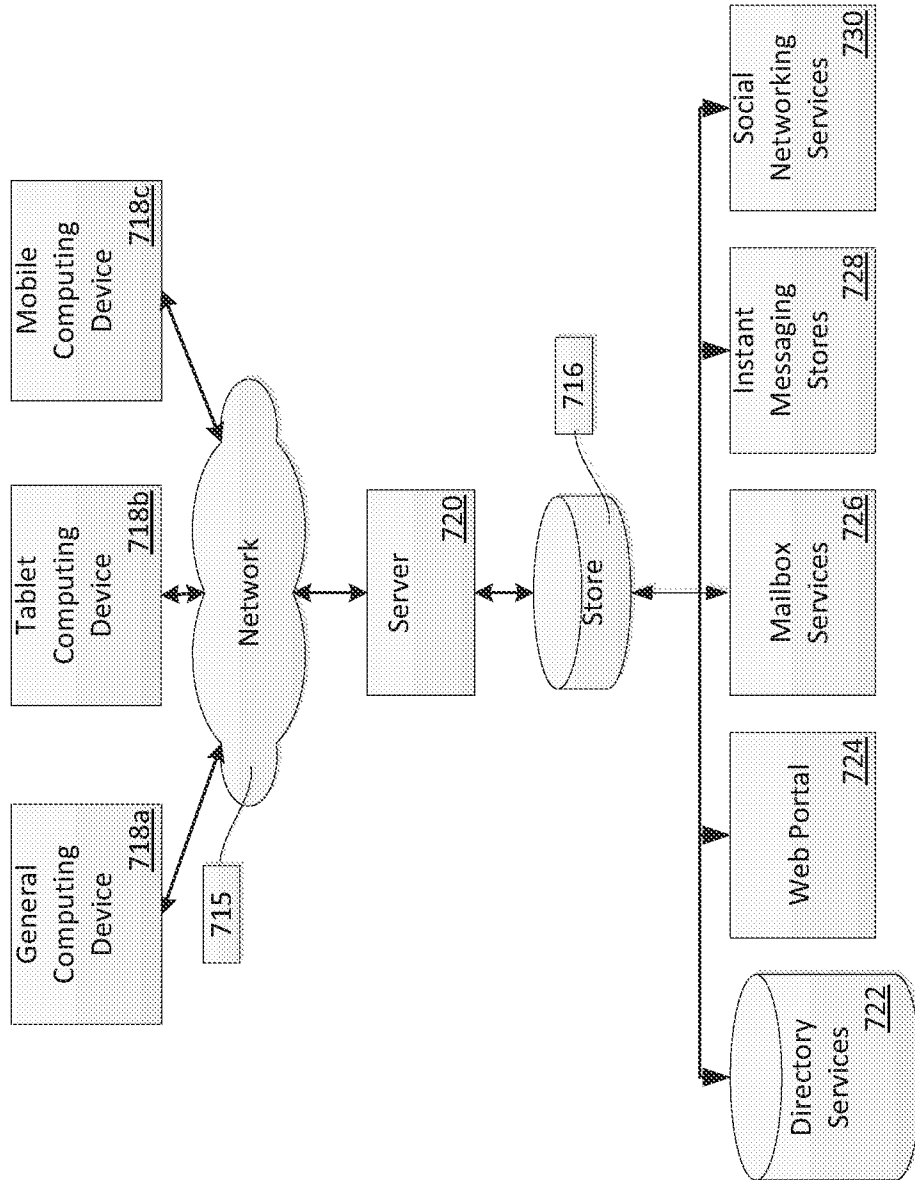 General
Computing
Device
718a
Tablet
Computing
Device
718b
Mobile
Computing
Device
718c
715
Network
Server
720
Store
716
Directory
Services
722
Web Portal
724
Mailbox
Services
726
Instant
Messaging
Stores
728
Social
Networking
Services
730